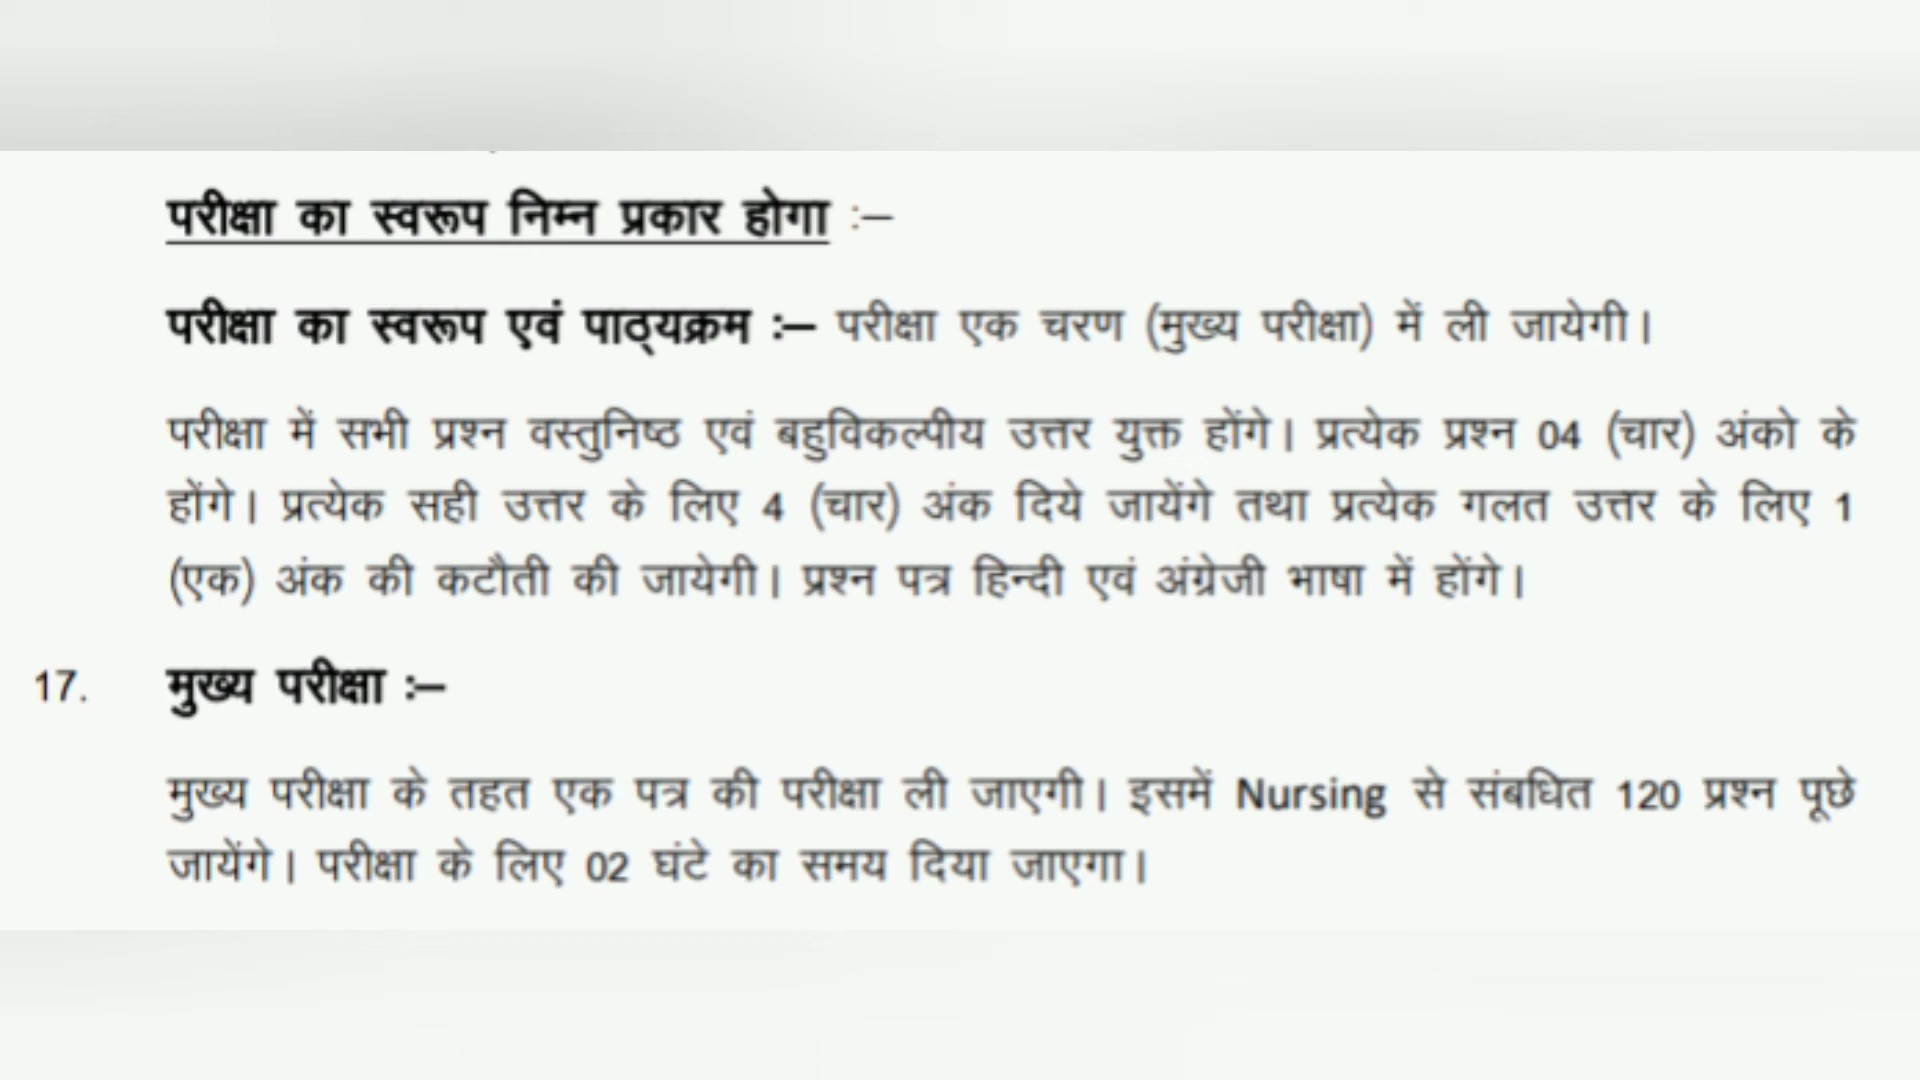 परीक्षा का स्वरूप निम्न प्रकार होगा :–
परीक्षा का स्वरूप एवं पाठ्यक्रम :– परीक्षा एक चरण (मुख्य परीक्षा) में ली जायेगी।
परीक्षा में सभी प्रश्न वस्तुनिष्ठ एवं बहुविकल्पीय उत्तर युक्त होंगे। प्रत्येक प्रश्न 04 (चार) अंको के
होंगे। प्रत्येक सही उत्तर के लिए 4 (चार) अंक दिये जायेंगे तथा प्रत्येक गलत उत्तर के लिए 1
(एक) अंक की कटौती की जायेगी। प्रश्न पत्र हिन्दी एवं अंग्रेजी भाषा में होंगे।
17. मुख्य परीक्षा :–
मुख्य परीक्षा के तहत एक पत्र की परीक्षा ली जाएगी। इसमें Nursing से संबधित 120 प्रश्न पूछे
जायेंगे। परीक्षा के लिए 02 घंटे का समय दिया जाएगा।